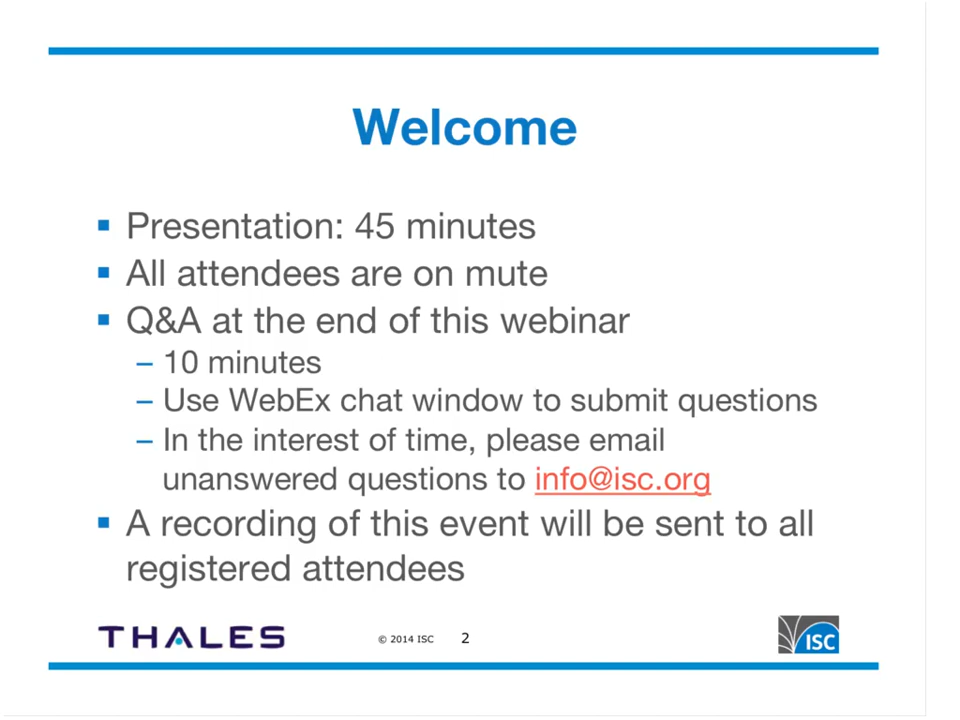 Welcome
▪ Presentation: 45 minutes
▪ All attendees are on mute
▪ Q&A at the end of this webinar
– 10 minutes
– Use WebEx chat window to submit questions
– In the interest of time, please email
unanswered questions to info@isc.org
▪ A recording of this event will be sent to all
registered attendees
THALES © 2014 ISC 2 ISC